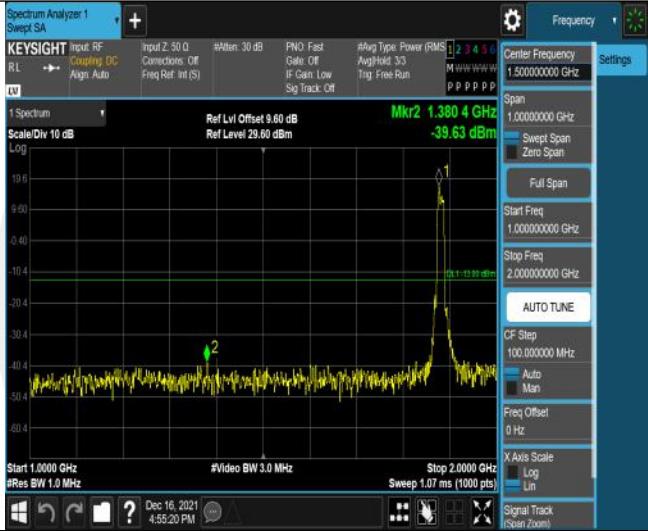 Spectrum Analyzer 1
Swept SA
+
Frequency
KEYSIGHT
RL
LV
Input: RF
Coupling: DC
Align: Auto
Input Z: 50 Ω
Corrections: Off
Freq Ref: Int (S)
#Atten: 30 dB
PNO: Fast
Gate: Off
IF Gain: Low
Sig Track: Off
#Avg Type: Power (RMS
Avg|Hold: 3/3
Trig: Free Run
1 2 3 4 5 6
M W W W W W
P P P P P P
1 Spectrum
Scale/Div 10 dB
Log
Ref Lvl Offset 9.60 dB
Ref Level 29.60 dBm
Mkr2 1.380 4 GHz
-39.63 dBm
19.6
9.60
-0.40
-10.4
-20.4
-30.4
-40.4
-50.4
-60.4
1
DL1 -13.00 dBm
2
Start 1.0000 GHz
#Res BW 1.0 MHz
#Video BW 3.0 MHz
Stop 2.0000 GHz
Sweep 1.07 ms (1000 pts)
Center Frequency
1.500000000 GHz
Span
1.00000000 GHz
Swept Span
Zero Span
Full Span
Start Freq
1.000000000 GHz
Stop Freq
2.000000000 GHz
AUTO TUNE
CF Step
100.000000 MHz
Auto
Man
Freq Offset
0 Hz
X Axis Scale
Log
Lin
Signal Track
(Span Zoom)
Settings
?
Dec 16, 2021
4:55:20 PM